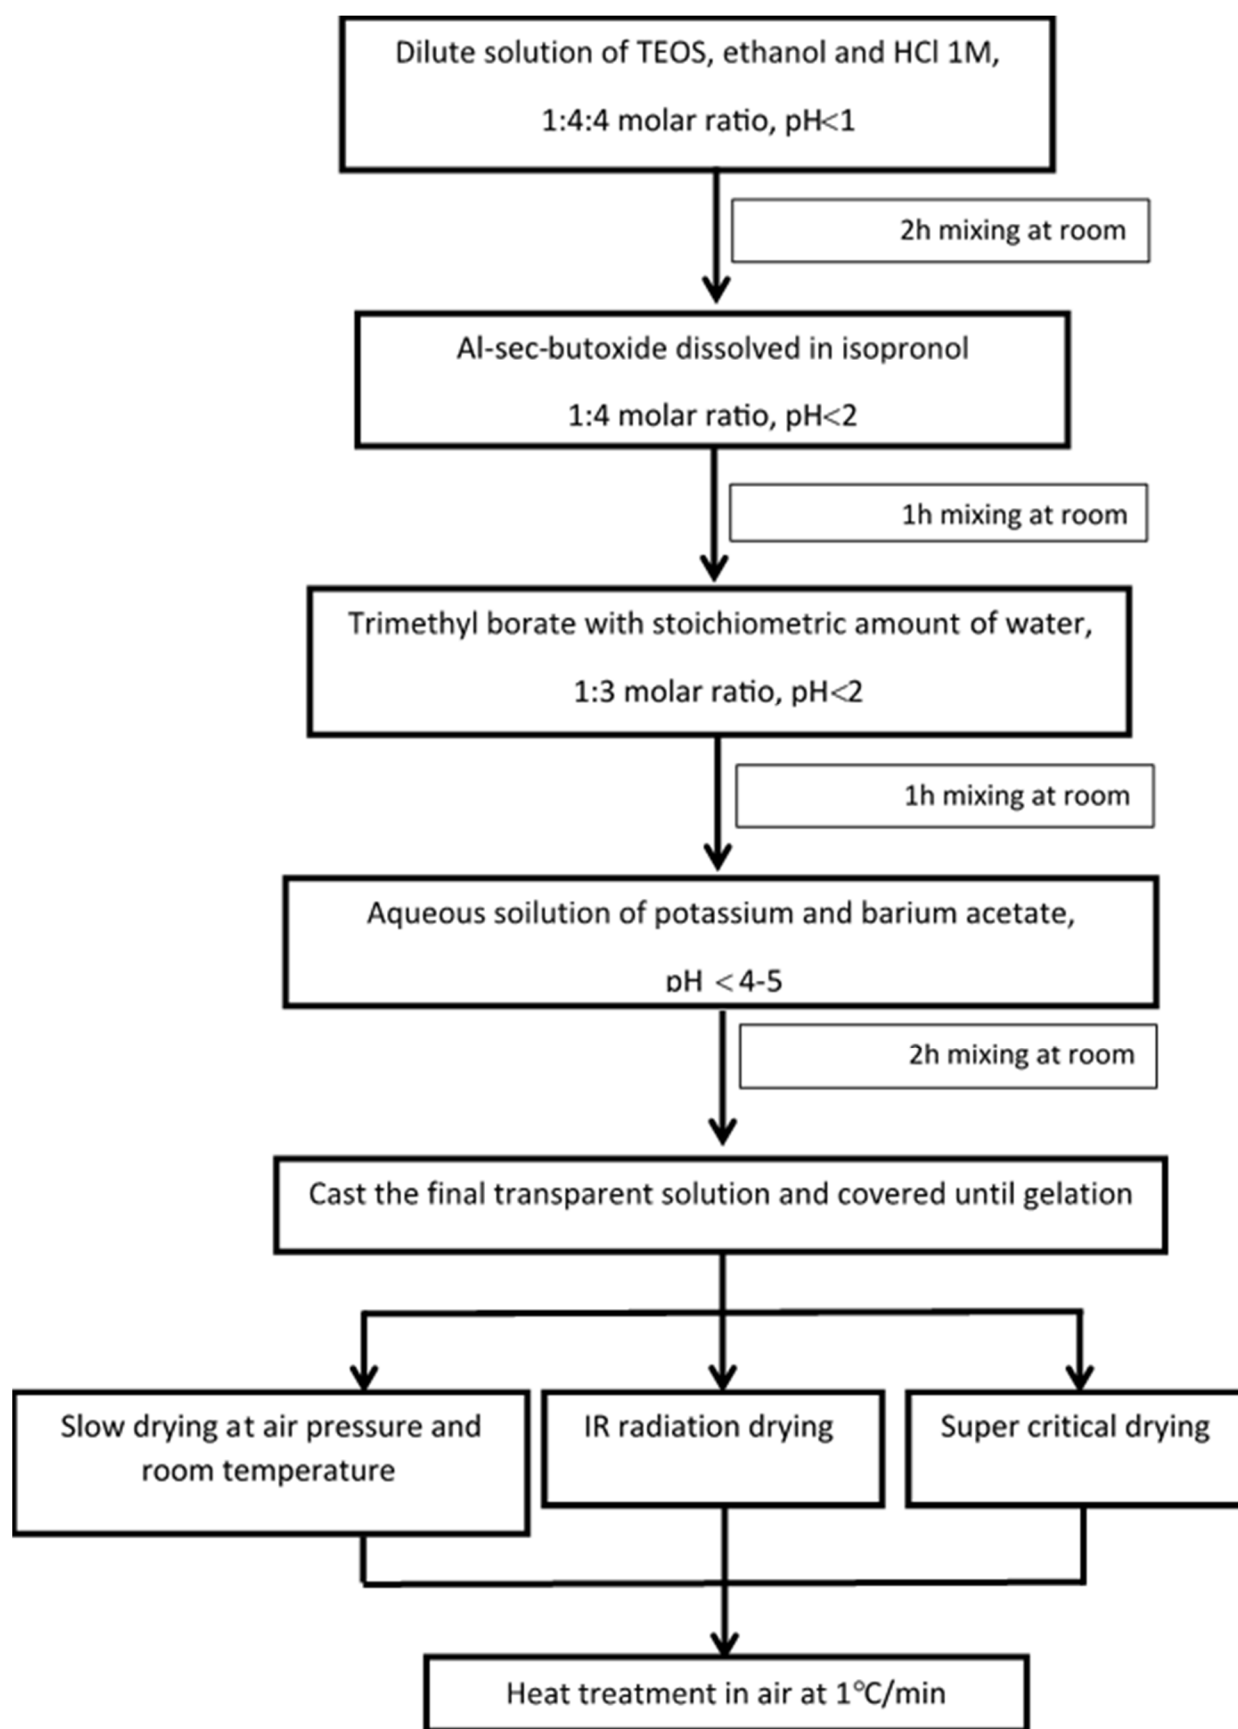 Dilute solution of TEOS, ethanol and HCl 1M,
1:4:4 molar ratio, pH<1
2h mixing at room
Al-sec-butoxide dissolved in isopronol
1:4 molar ratio, pH<2
1h mixing at room
Trimethyl borate with stoichiometric amount of water,
1:3 molar ratio, pH<2
1h mixing at room
Aqueous soilution of potassium and barium acetate,
pH < 4-5
2h mixing at room
Cast the final transparent solution and covered until gelation
Slow drying at air pressure and
room temperature
IR radiation drying
Super critical drying
Heat treatment in air at 1°C/min